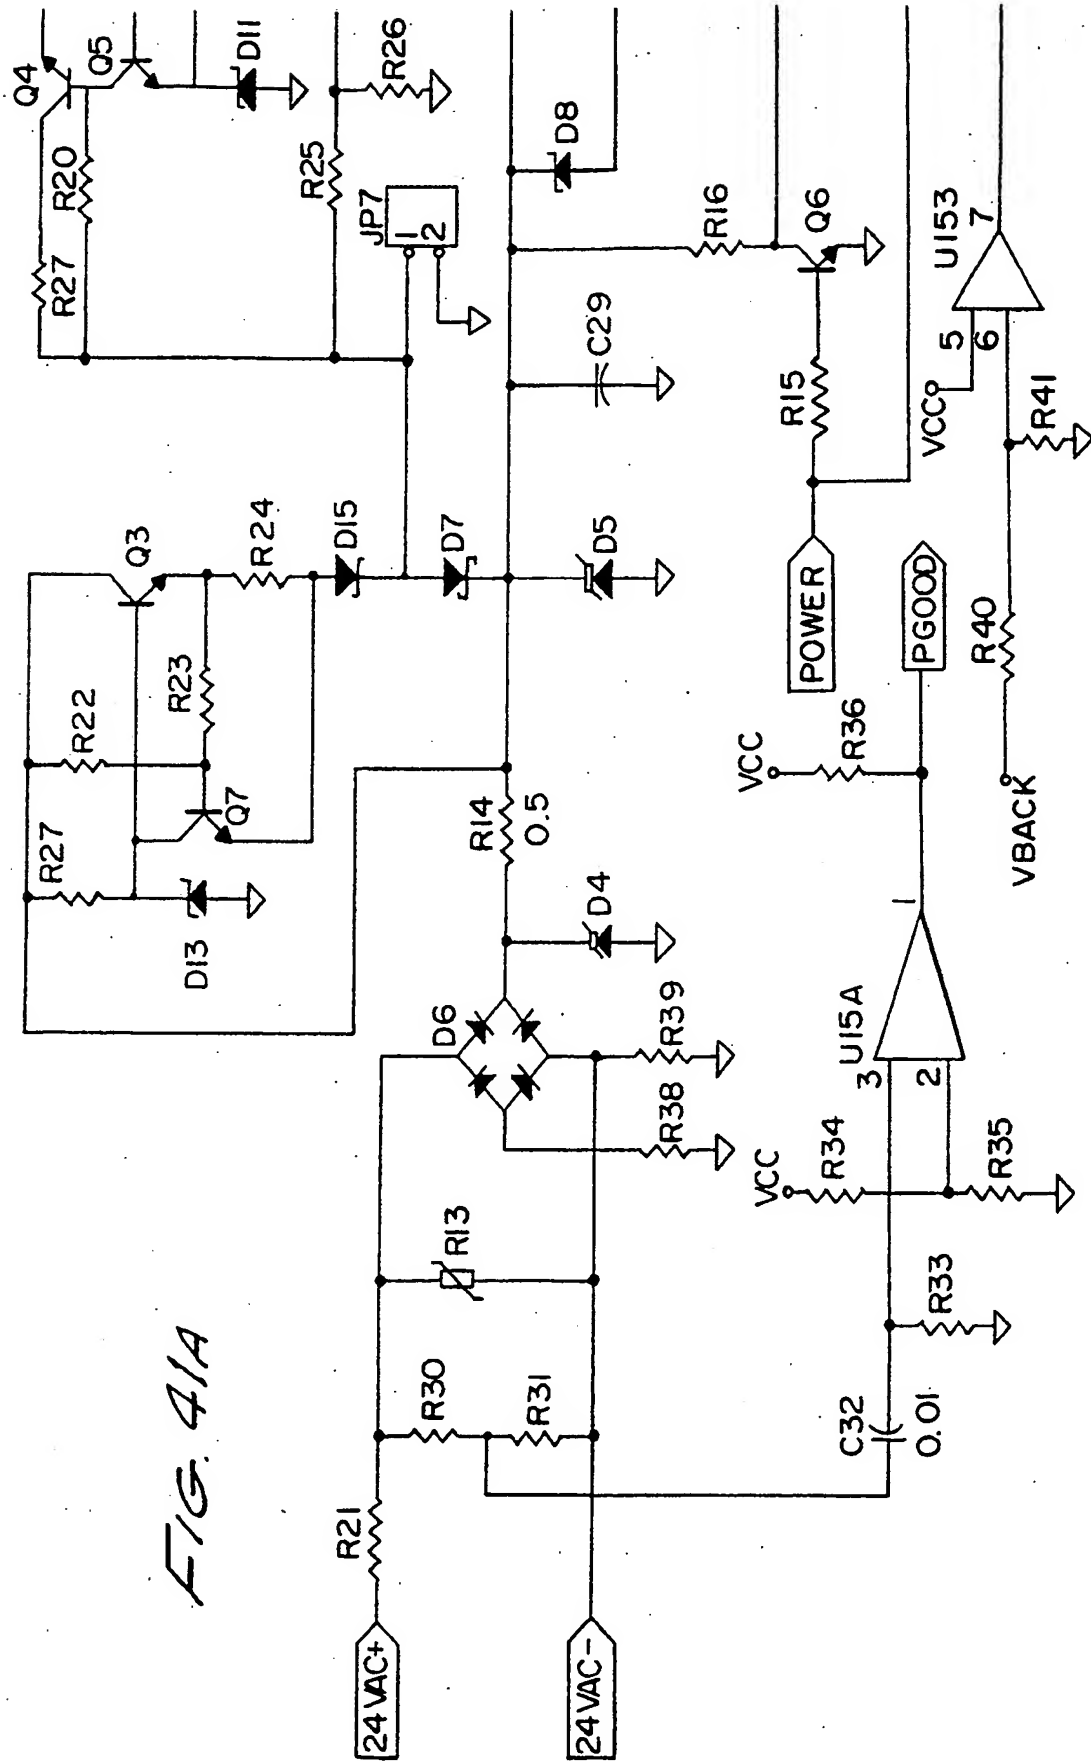 FIG. 41A
24VAC+
24VAC-
R21
R30
R31
R13
C32
0.01
R33
VCC
R34
R35
3
2
U15A
1
R38
R39
D6
D4
R14
0.5
D13
R27
Q7
R22
R23
Q3
R24
D15
D7
D5
VCC
R36
PGOOD
VBACK
R40
R41
POWER
R15
Q6
R16
C29
D8
VCC
5
6
U153
7
JP7
1
2
R25
R26
R27
R20
Q4
Q5
D11